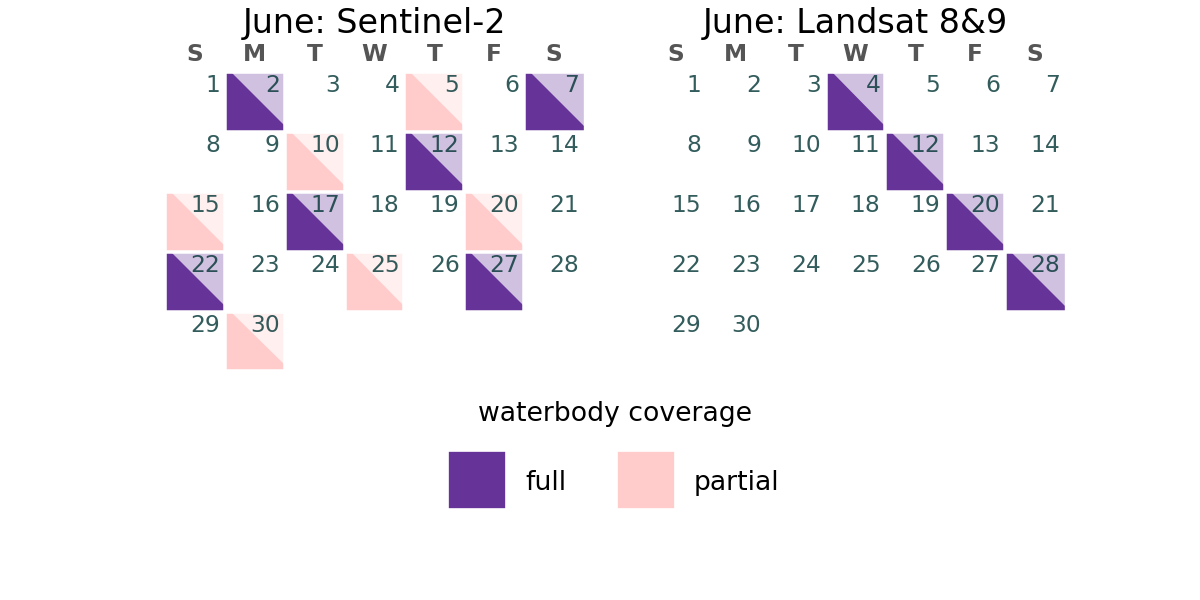 June: Sentinel-2
S M T W T F S
1 2 3 4 5 6 7
8 9 10 11 12 13 14
15 16 17 18 19 20 21
22 23 24 25 26 27 28
29 30
June: Landsat 8&9
S M T W T F S
1 2 3 4 5 6 7
8 9 10 11 12 13 14
15 16 17 18 19 20 21
22 23 24 25 26 27 28
29 30
waterbody coverage
full partial